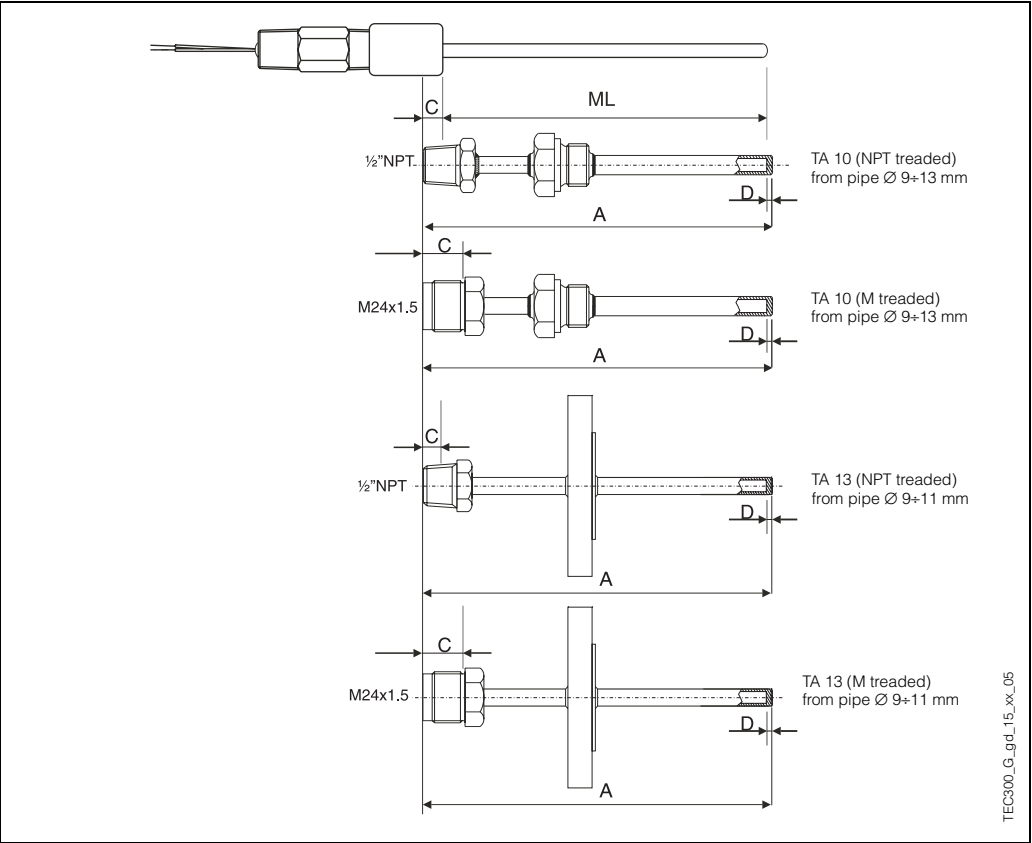 C
ML
½”NPT
TA 10 (NPT treaded)
from pipe Ø 9÷13 mm
D
A
C
M24x1.5
TA 10 (M treaded)
from pipe Ø 9÷13 mm
D
A
C
½”NPT
TA 13 (NPT treaded)
from pipe Ø 9÷11 mm
D
A
C
M24x1.5
TA 13 (M treaded)
from pipe Ø 9÷11 mm
D
A
TEC300_G_gd_15_xx_05